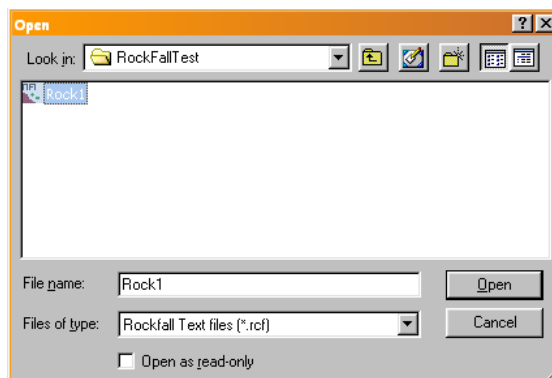 Open
Look in: RockFallTest
Rock1
File name: Rock1 Open
Files of type: Rockfall Text files (*.rcf) Cancel
Open as read-only